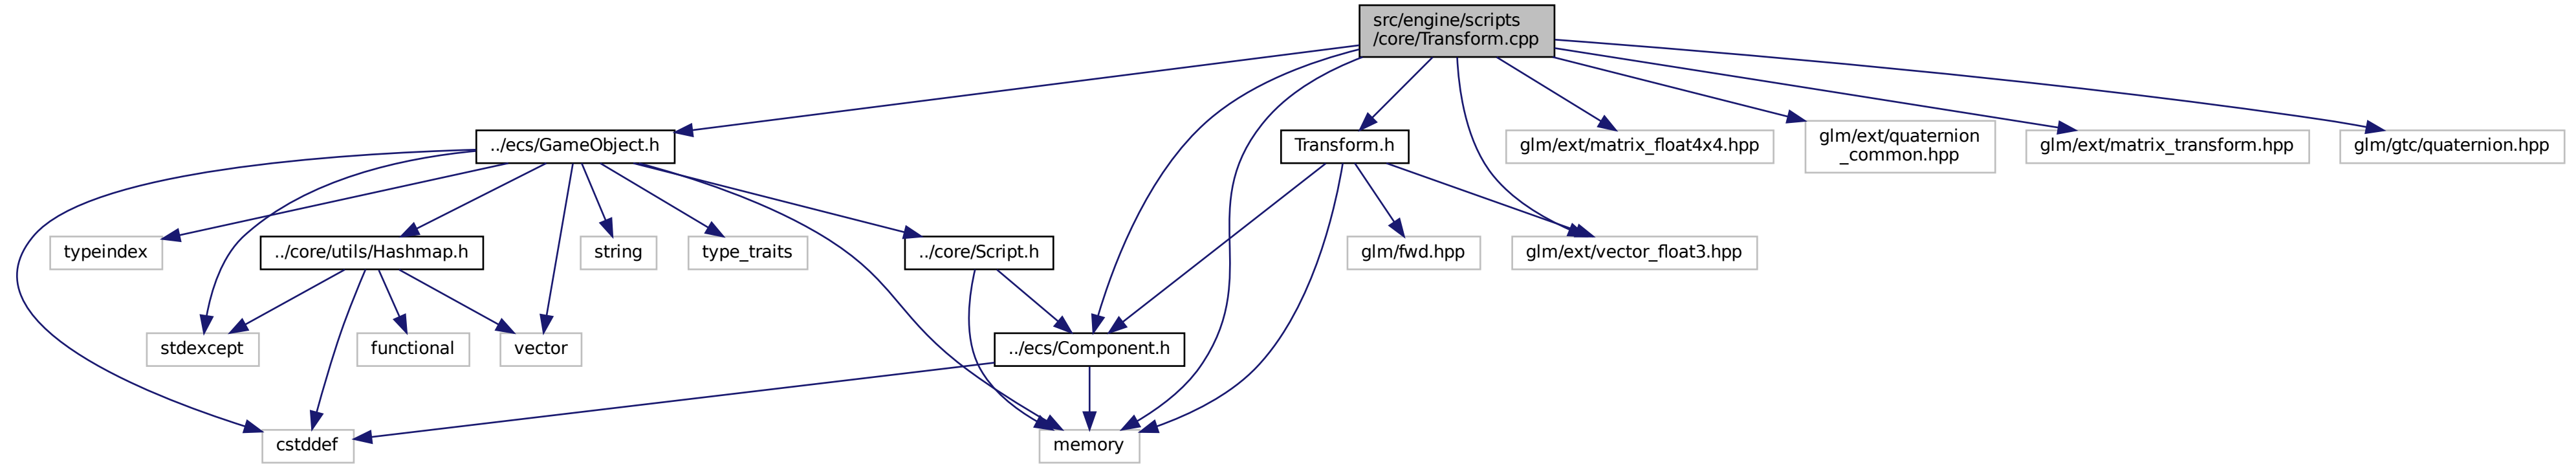 src/engine/scripts
/core/Transform.cpp
../ecs/GameObject.h
Transform.h
glm/ext/matrix_float4x4.hpp
glm/ext/quaternion
_common.hpp
glm/ext/matrix_transform.hpp
glm/gtc/quaternion.hpp
typeindex
../core/utils/Hashmap.h
string
type_traits
../core/Script.h
glm/fwd.hpp
glm/ext/vector_float3.hpp
stdexcept
functional
vector
../ecs/Component.h
cstddef
memory